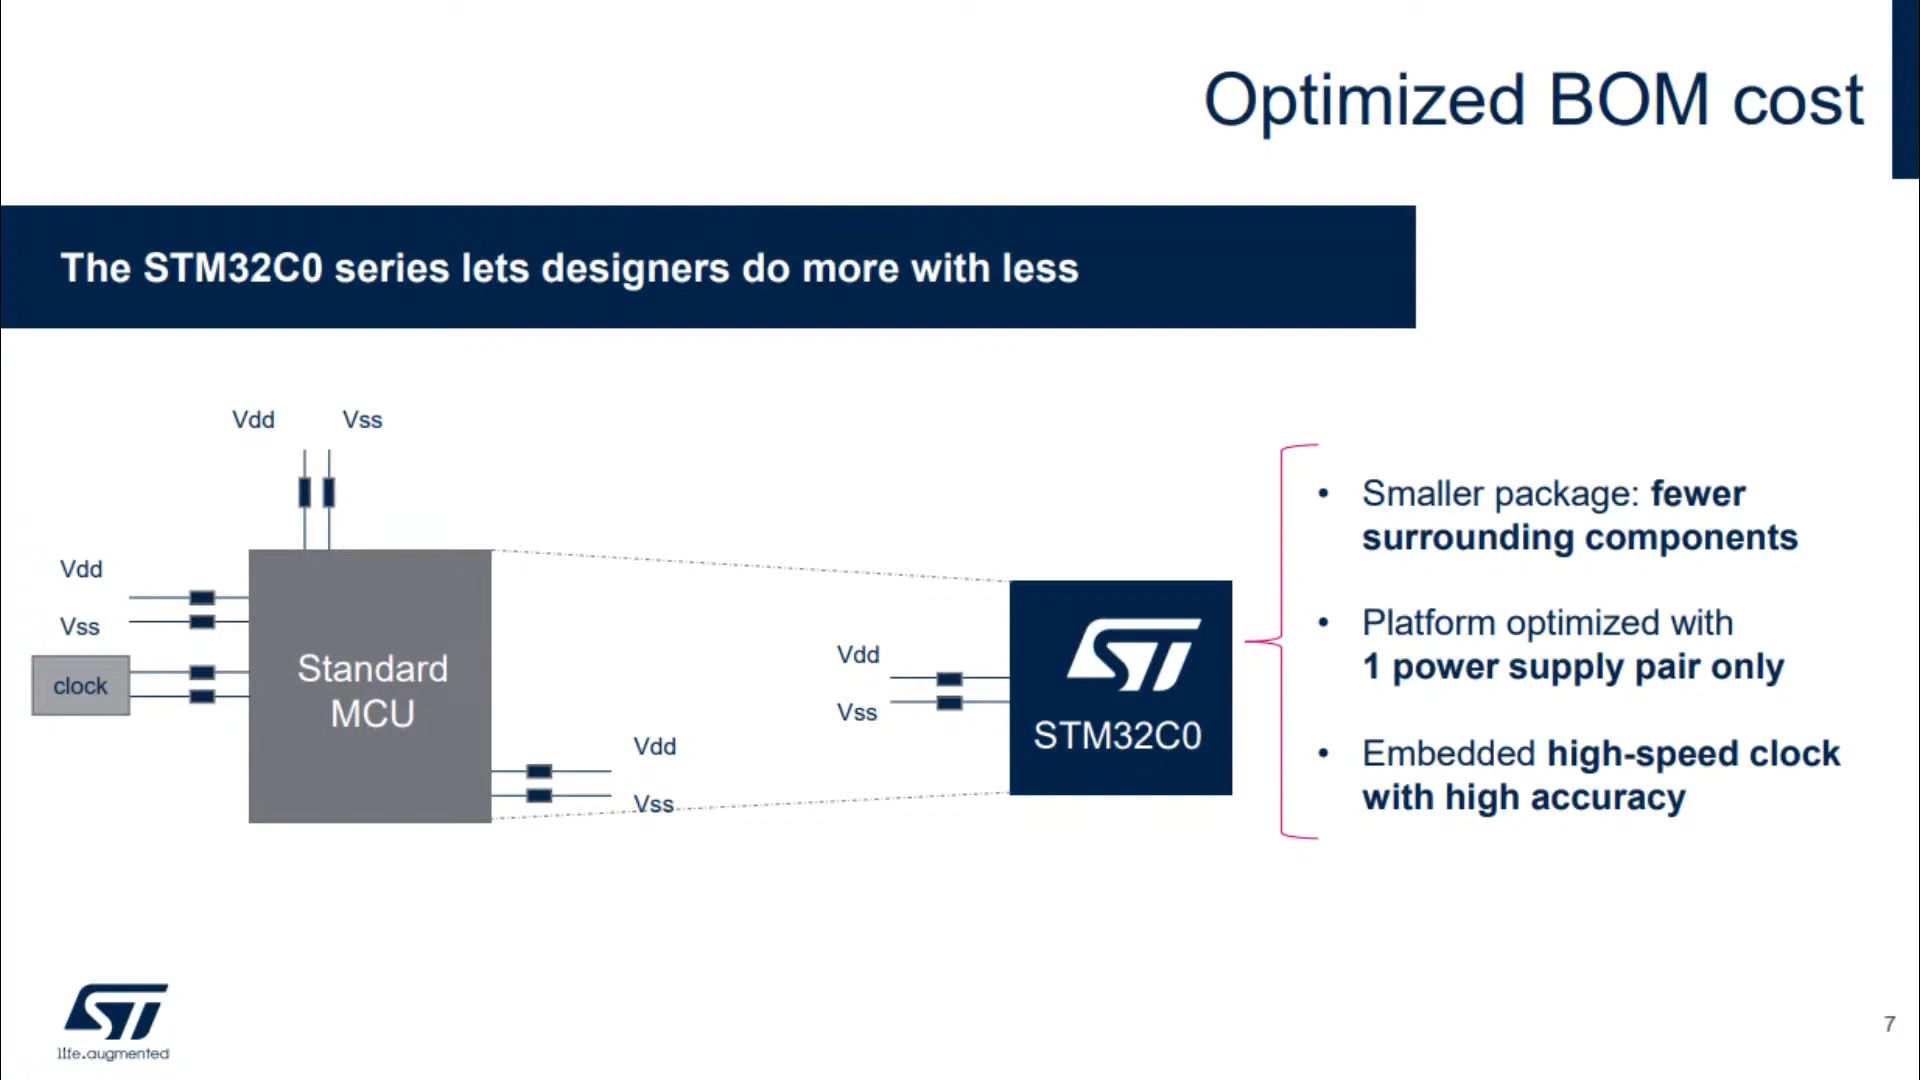 Optimized BOM cost
The STM32C0 series lets designers do more with less
Vdd Vss
Vdd
Vss
clock
Standard
MCU
Vdd
Vss
Vdd
Vss
ST
STM32C0
• Smaller package: fewer
surrounding components
• Platform optimized with
1 power supply pair only
• Embedded high-speed clock
with high accuracy
ST
life.augmented
7